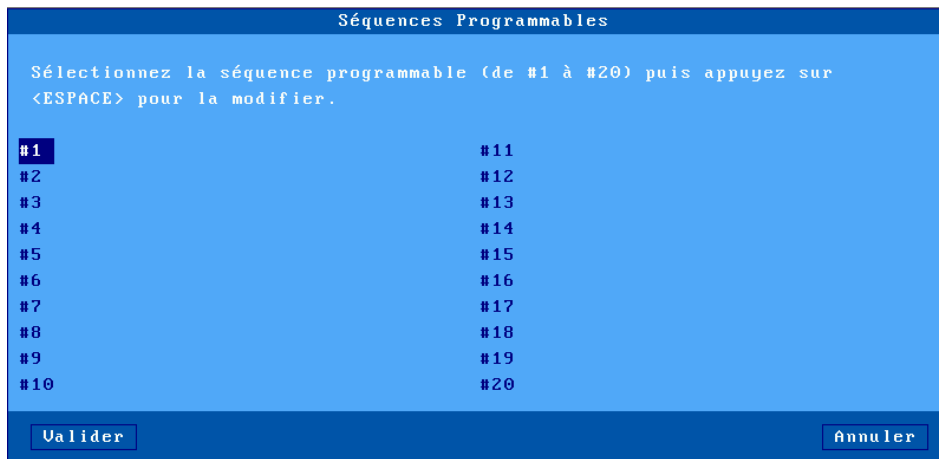 Séquences Programmables
Sélectionnez la séquence programmable (de #1 à #20) puis appuyez sur
<ESPACE> pour la modifier.
#1 #11
#2 #12
#3 #13
#4 #14
#5 #15
#6 #16
#7 #17
#8 #18
#9 #19
#10 #20
Valider Annuler